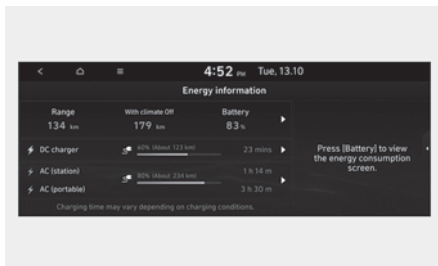 4:52 PM Tue, 13.10
Energy information
Range
134 km
With climate Off
179 km
Battery
83%
DC charger
60% (About 123 km)
23 mins
AC (station)
1 h 14 m
80% (About 234 km)
AC (portable)
3 h 30 m
Charging time may vary depending on charging conditions.
Press [Battery] to view
the energy consumption
screen.